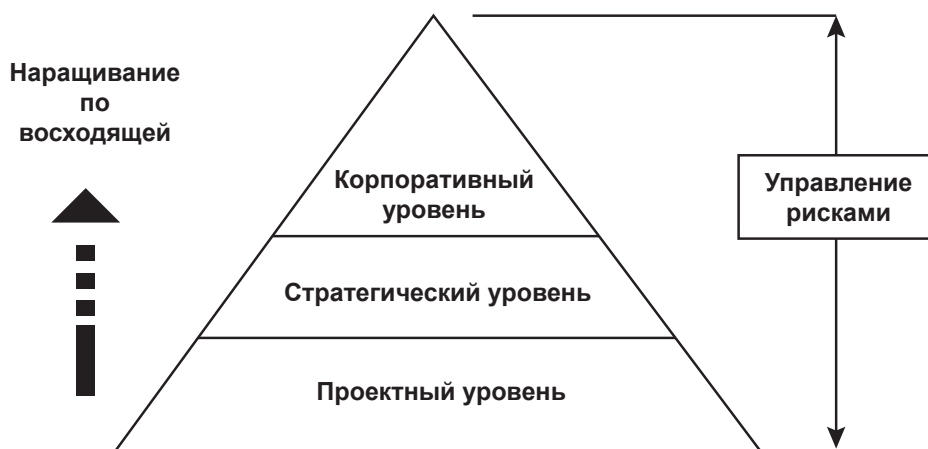 Наращивание
по
восходящей
Корпоративный
уровень
Стратегический уровень
Проектный уровень
Управление
рисками